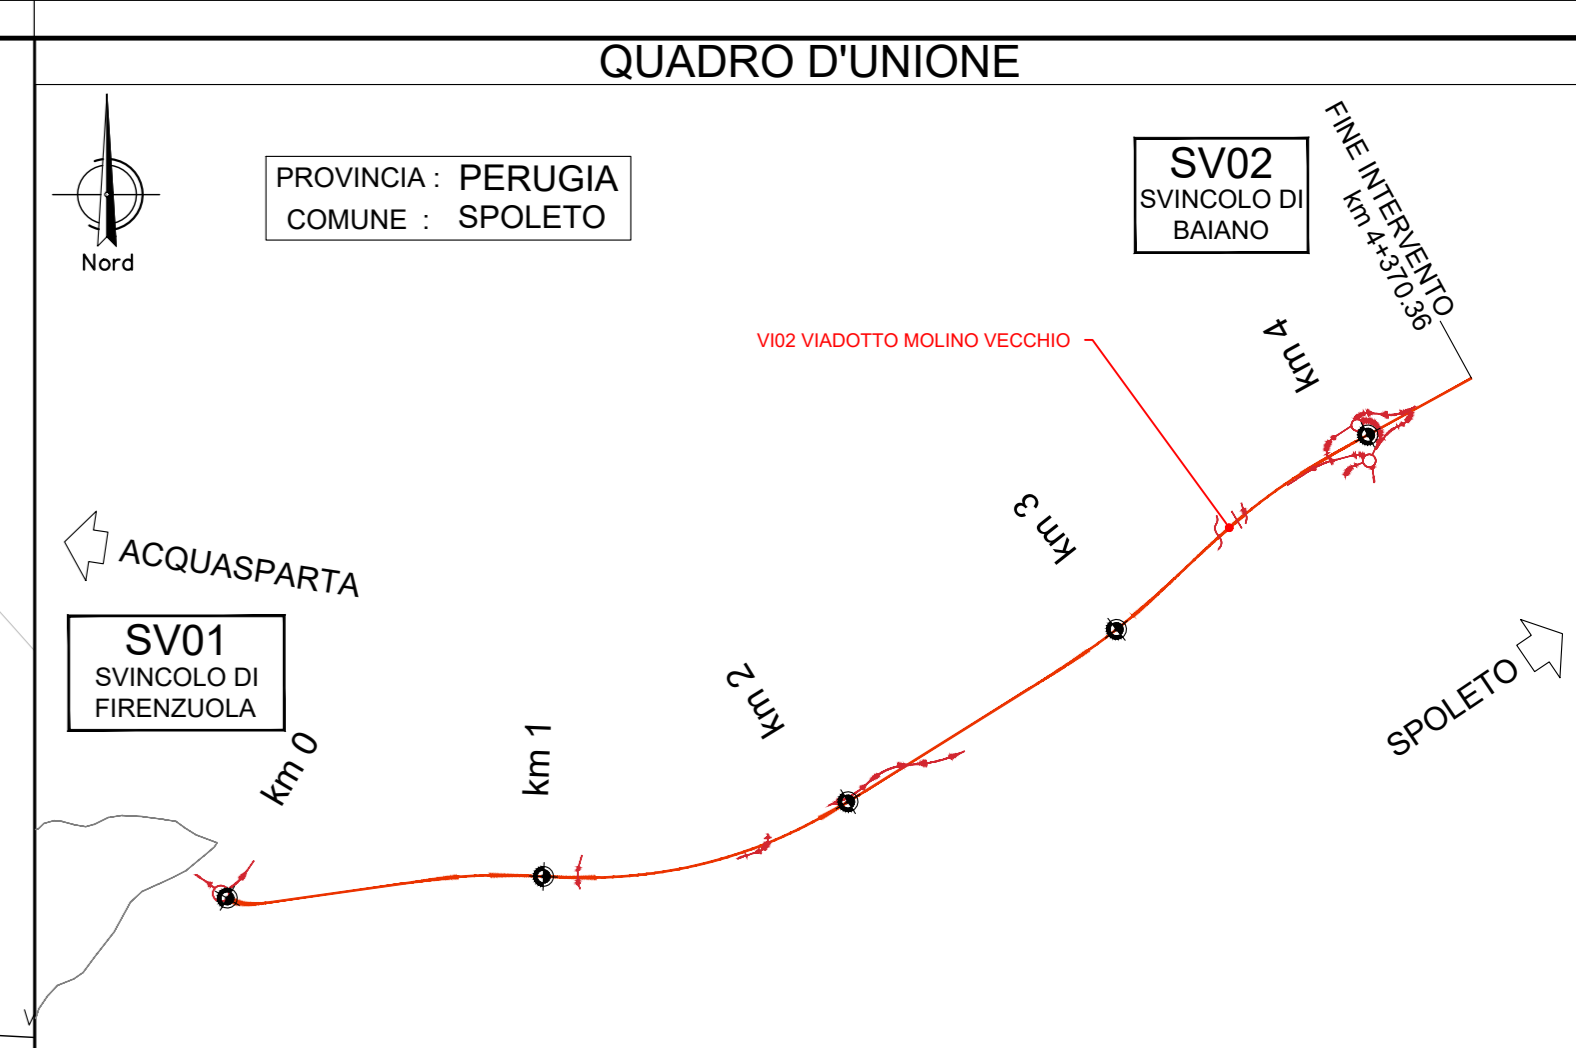 QUADRO D'UNIONE
Nord
PROVINCIA : PERUGIA
COMUNE : SPOLETO
SV02
SVINCOLO DI
BAIANO
FINE INTERVENTO
km 4+370.36
VI02 VIADOTTO MOLINO VECCHIO
km 4
km 3
ACQUASPARTA
SV01
SVINCOLO DI
FIRENZUOLA
km 2
SPOLETO
km 1
km 0